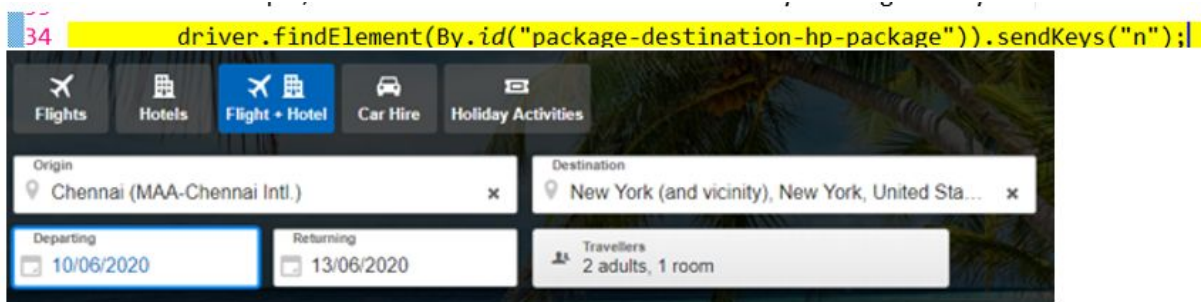 34 driver.findElement(By.id("package-destination-hp-package")).sendKeys("n");
Flights Hotels Flight + Hotel Car Hire Holiday Activities
Origin Destination
Chennai (MAA-Chennai Intl.) × New York (and vicinity), New York, United Sta... ×
Departing Returning Travellers
10/06/2020 13/06/2020 2 adults, 1 room